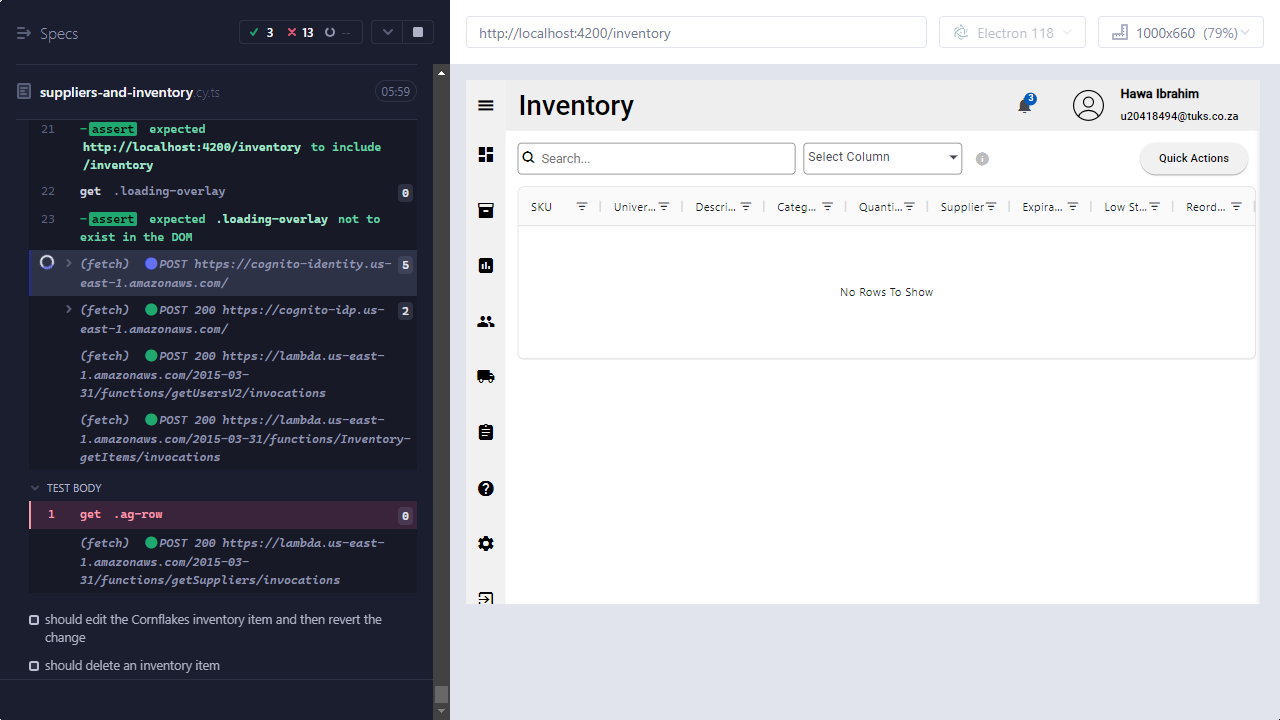 Specs
3
13
--
suppliers-and-inventory.cy.ts
05:59
21 -assert expected
http://localhost:4200/inventory to include
/inventory
22 get .loading-overlay 0
23 -assert expected .loading-overlay not to
exist in the DOM
(fetch) POST https://cognito-identity.us- 5
east-1.amazonaws.com/
(fetch) POST 200 https://cognito-idp.us- 2
east-1.amazonaws.com/
(fetch) POST 200 https://lambda.us-east-
1.amazonaws.com/2015-03-
31/functions/getUsersV2/invocations
(fetch) POST 200 https://lambda.us-east-
1.amazonaws.com/2015-03-31/functions/Inventory-
getItems/invocations
TEST BODY
1 get .ag-row 0
(fetch) POST 200 https://lambda.us-east-
1.amazonaws.com/2015-03-
31/functions/getSuppliers/invocations
should edit the Cornflakes inventory item and then revert the
change
should delete an inventory item
http://localhost:4200/inventory
Electron 118
1000x660 (79%)
Inventory
3
Hawa Ibrahim
u20418494@tuks.co.za
Search...
Select Column
Quick Actions
SKU Univer... Descri... Categ... Quanti... Supplier Expira... Low St... Reord...
No Rows To Show